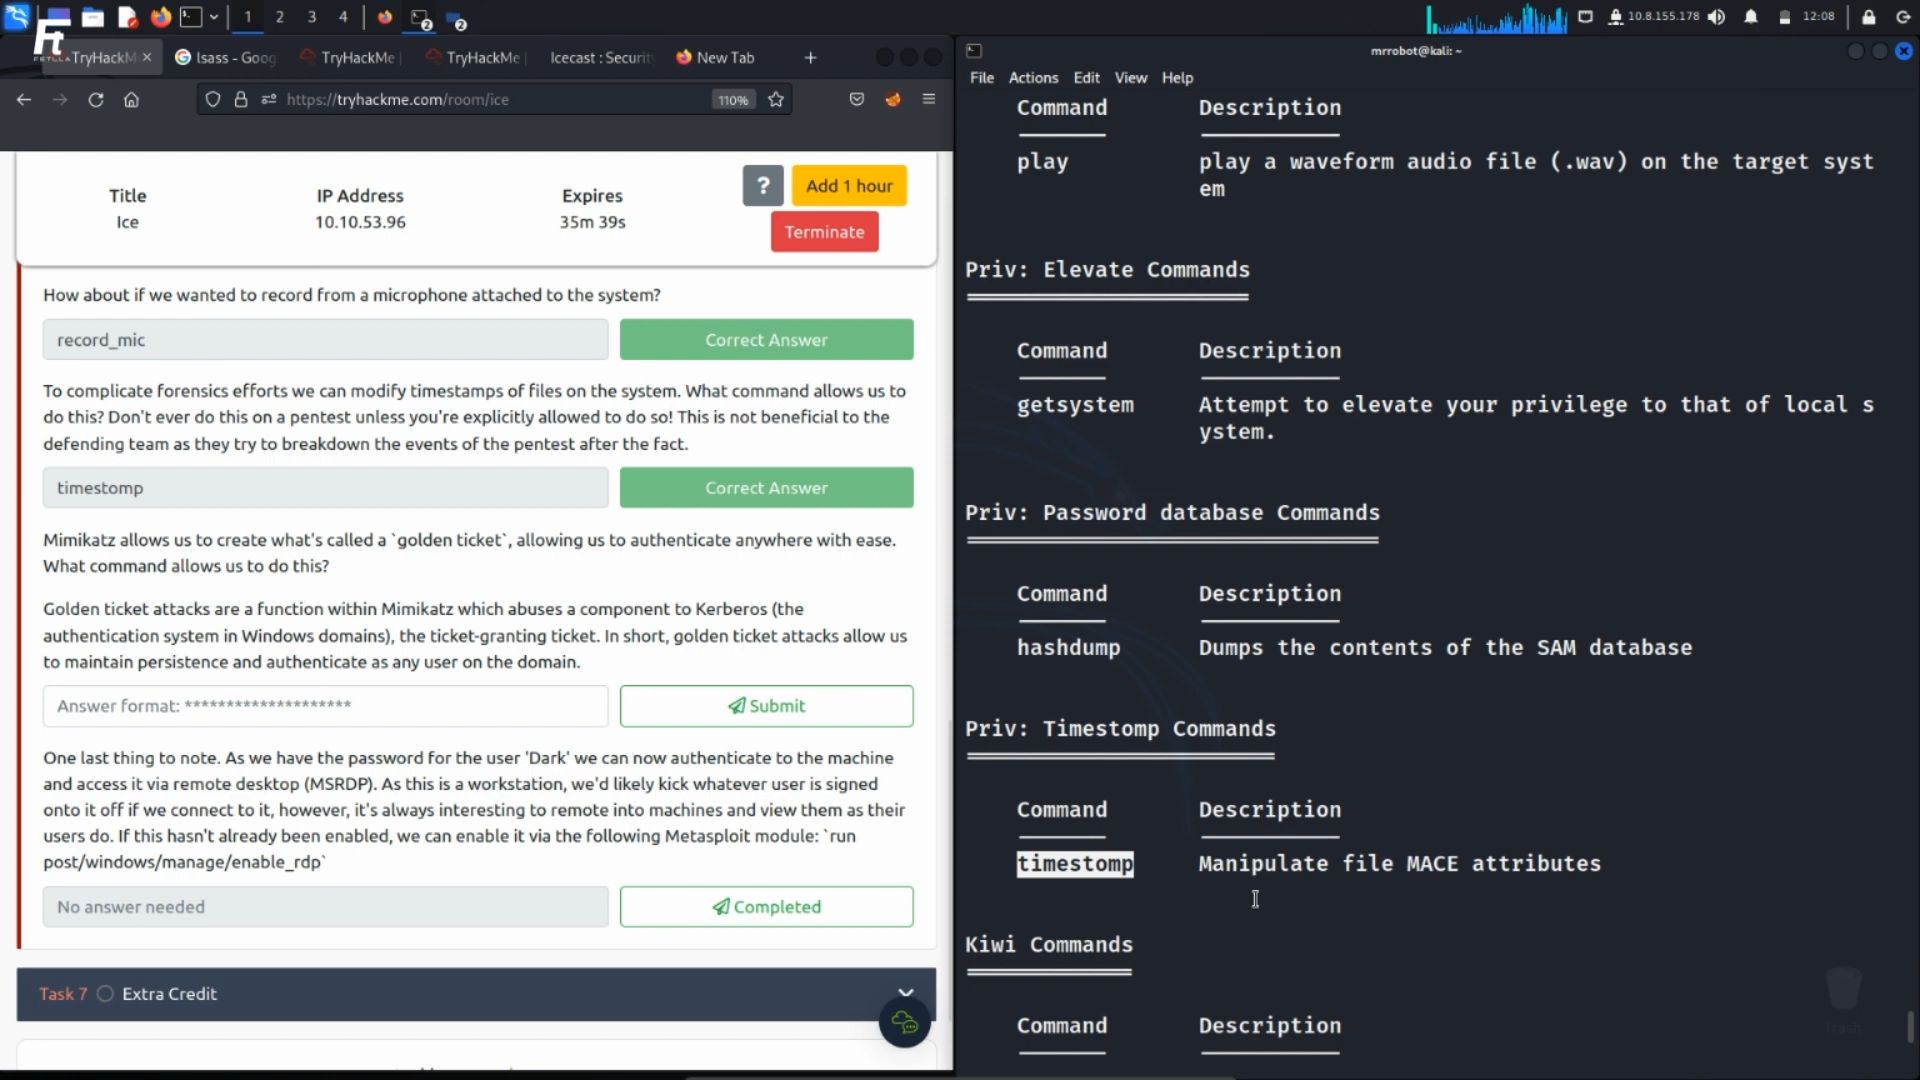 1 2 3 4
10.8.155.178
12:08
Ft
FETLLA
TryHackM
lsass - Goog
TryHackMe |
TryHackMe |
Icecast : Securit
New Tab
https://tryhackme.com/room/ice
110%
Title
IP Address
Expires
Ice
10.10.53.96
35m 39s
?
Add 1 hour
Terminate
How about if we wanted to record from a microphone attached to the system?
record_mic
Correct Answer
To complicate forensics efforts we can modify timestamps of files on the system. What command allows us to
do this? Don't ever do this on a pentest unless you're explicitly allowed to do so! This is not beneficial to the
defending team as they try to breakdown the events of the pentest after the fact.
timestomp
Correct Answer
Mimikatz allows us to create what's called a `golden ticket`, allowing us to authenticate anywhere with ease.
What command allows us to do this?
Golden ticket attacks are a function within Mimikatz which abuses a component to Kerberos (the
authentication system in Windows domains), the ticket-granting ticket. In short, golden ticket attacks allow us
to maintain persistence and authenticate as any user on the domain.
Answer format: ********************
Submit
One last thing to note. As we have the password for the user 'Dark' we can now authenticate to the machine
and access it via remote desktop (MSRDP). As this is a workstation, we'd likely kick whatever user is signed
onto it off if we connect to it, however, it's always interesting to remote into machines and view them as their
users do. If this hasn't already been enabled, we can enable it via the following Metasploit module: `run
post/windows/manage/enable_rdp`
No answer needed
Completed
Task 7 Extra Credit
mrrobot@kali: ~
File Actions Edit View Help
Command Description
play play a waveform audio file (.wav) on the target syst
em
Priv: Elevate Commands
Command Description
getsystem Attempt to elevate your privilege to that of local s
ystem.
Priv: Password database Commands
Command Description
hashdump Dumps the contents of the SAM database
Priv: Timestomp Commands
Command Description
timestomp Manipulate file MACE attributes
Kiwi Commands
Command Description
Trash